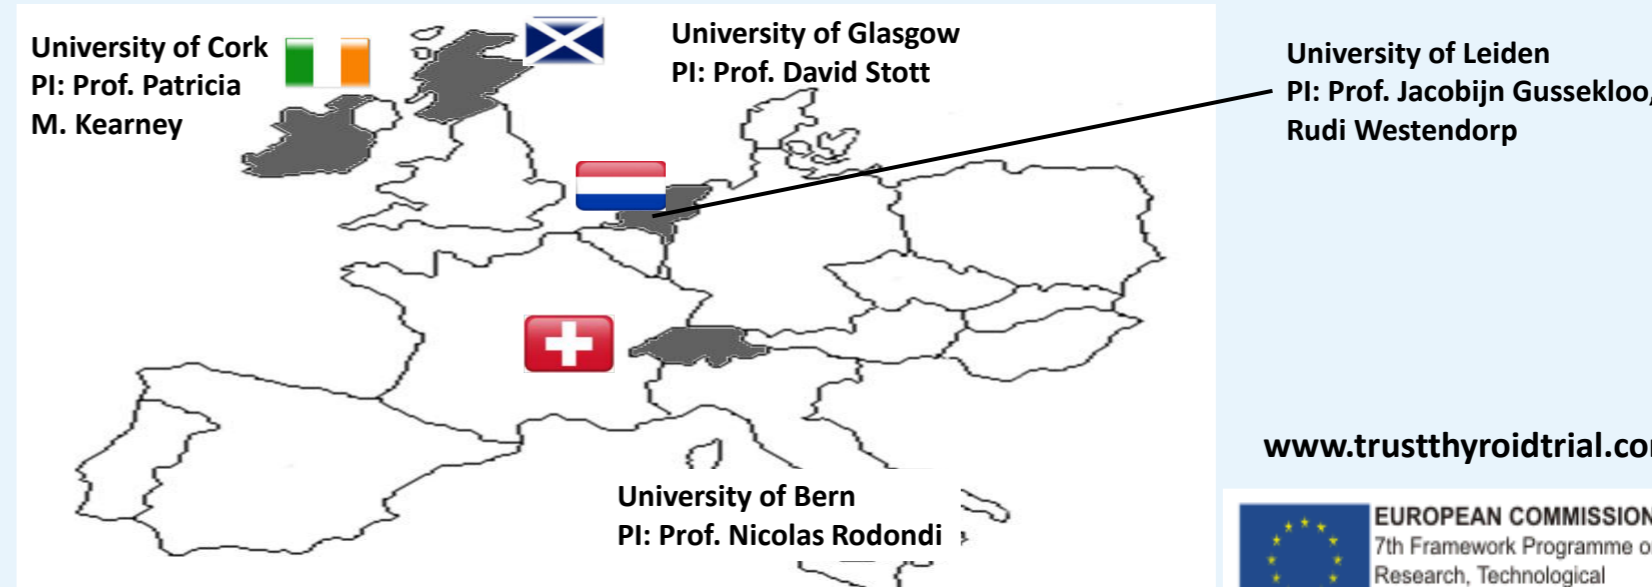 University of Cork
PI: Prof. Patricia
M. Kearney
University of Glasgow
PI: Prof. David Stott
University of Leiden
PI: Prof. Jacobijn Gussekloo,
Rudi Westendorp
University of Bern
PI: Prof. Nicolas Rodondi
www.trustthyroidtrial.co
EUROPEAN COMMISSION
7th Framework Programme o
Research, Technological